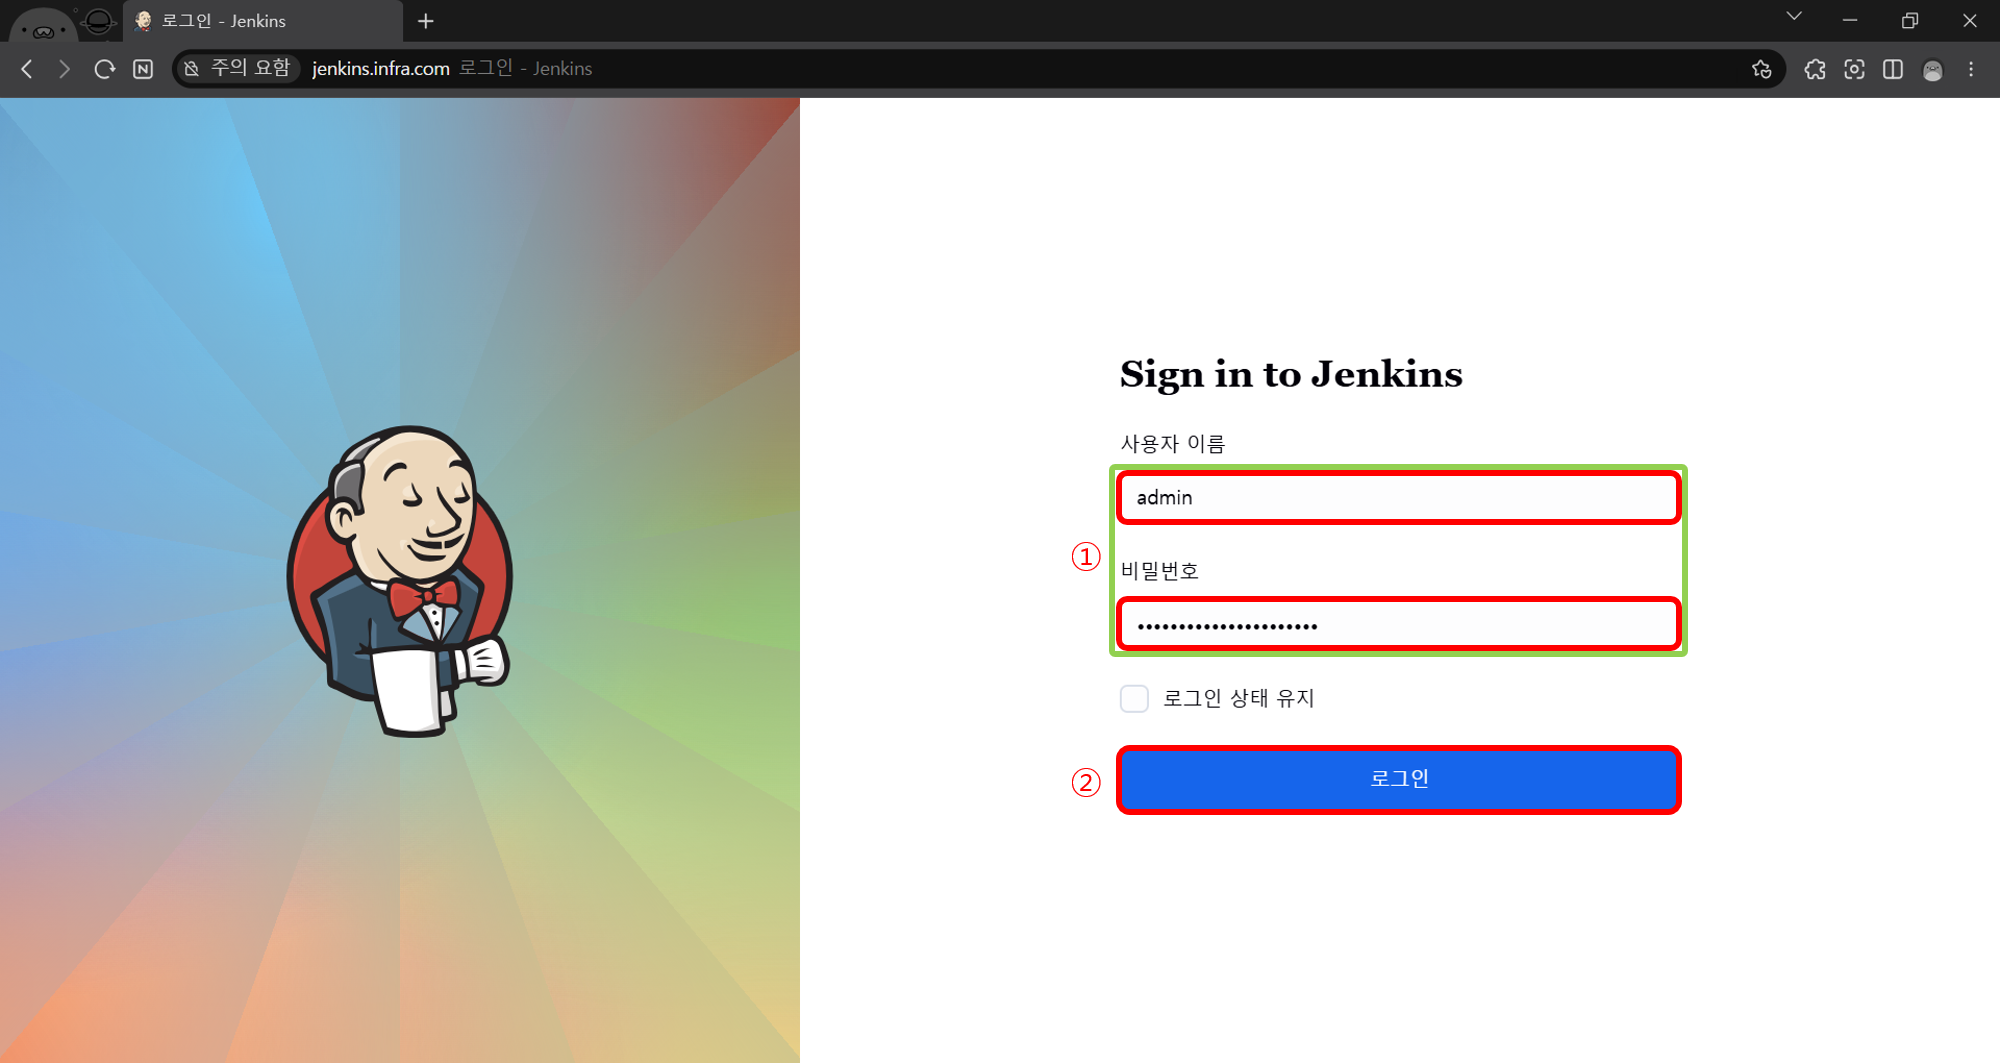 로그인 - Jenkins
주의 요함 jenkins.infra.com 로그인 - Jenkins
Sign in to Jenkins
사용자 이름
admin
①
비밀번호
••••••••••••••••••••••
로그인 상태 유지
② 로그인